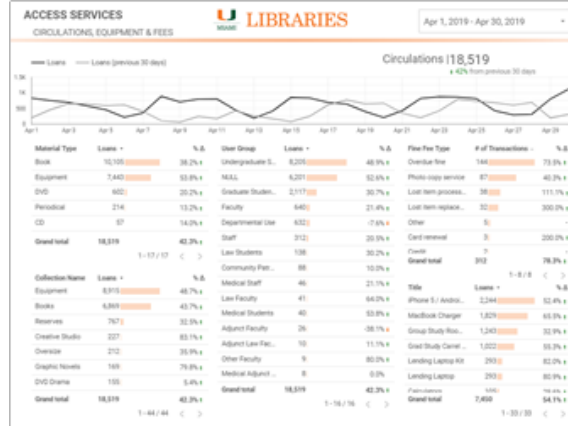 ACCESS SERVICES
CIRCULATIONS, EQUIPMENT & FEES
U
MIAMI
LIBRARIES
Apr 1, 2019 - Apr 30, 2019
Loans
Loans (previous 30 days)
Circulations | 18,519
42% from previous 30 days
1.5K
1K
500
0
Apr 1 Apr 3 Apr 5 Apr 7 Apr 9 Apr 11 Apr 13 Apr 15 Apr 17 Apr 19 Apr 21 Apr 23 Apr 25 Apr 27 Apr 29
Material Type Loans % Δ
Book 10,105 38.2%
Equipment 7,440 53.8%
DVD 602 20.2%
Periodical 214 13.2%
CD 57 14.0%
Grand total 18,519 42.3%
1-17 / 17 < >
Collection Name Loans % Δ
Equipment 8,915 48.7%
Books 6,869 43.7%
Reserves 767 32.5%
Creative Studio 227 83.1%
Oversize 212 35.9%
Graphic Novels 169 79.8%
DVD Drama 155 5.4%
Grand total 18,519 42.3%
1-44 / 44 < >
User Group Loans % Δ
Undergraduate S... 8,205 48.9%
NULL 6,201 52.6%
Graduate Studen... 2,117 30.7%
Faculty 640 21.4%
Departmental Use 632 -7.6%
Staff 312 20.5%
Law Students 138 30.2%
Community Patr... 88 10.0%
Medical Staff 46 21.1%
Law Faculty 41 64.0%
Medical Students 40 53.8%
Adjunct Faculty 26 -38.1%
Adjunct Law Fac... 10 11.1%
Other Faculty 9 80.0%
Medical Adjunct ... 8 0.0%
Grand total 18,519 42.3%
1-16 / 16 < >
Fine Fee Type # of Transactions % Δ
Overdue fine 144 73.5%
Photo copy service 87 40.3%
Lost item process... 38 111.1%
Lost item replace... 32 300.0%
Other 5 -
Card renewal 3 200.0%
Credit
Grand total 312 78.3%
1-8 / 8 < >
Title Loans % Δ
iPhone 5 / Androi... 2,244 52.4%
MacBook Charger 1,829 65.5%
Group Study Roo... 1,243 32.9%
Grad Study Carrel ... 1,022 55.3%
Lending Laptop Kit 293 82.0%
Lending Laptop 293 80.9%
Calculators
Grand total 7,450 54.1%
1-33 / 33 < >